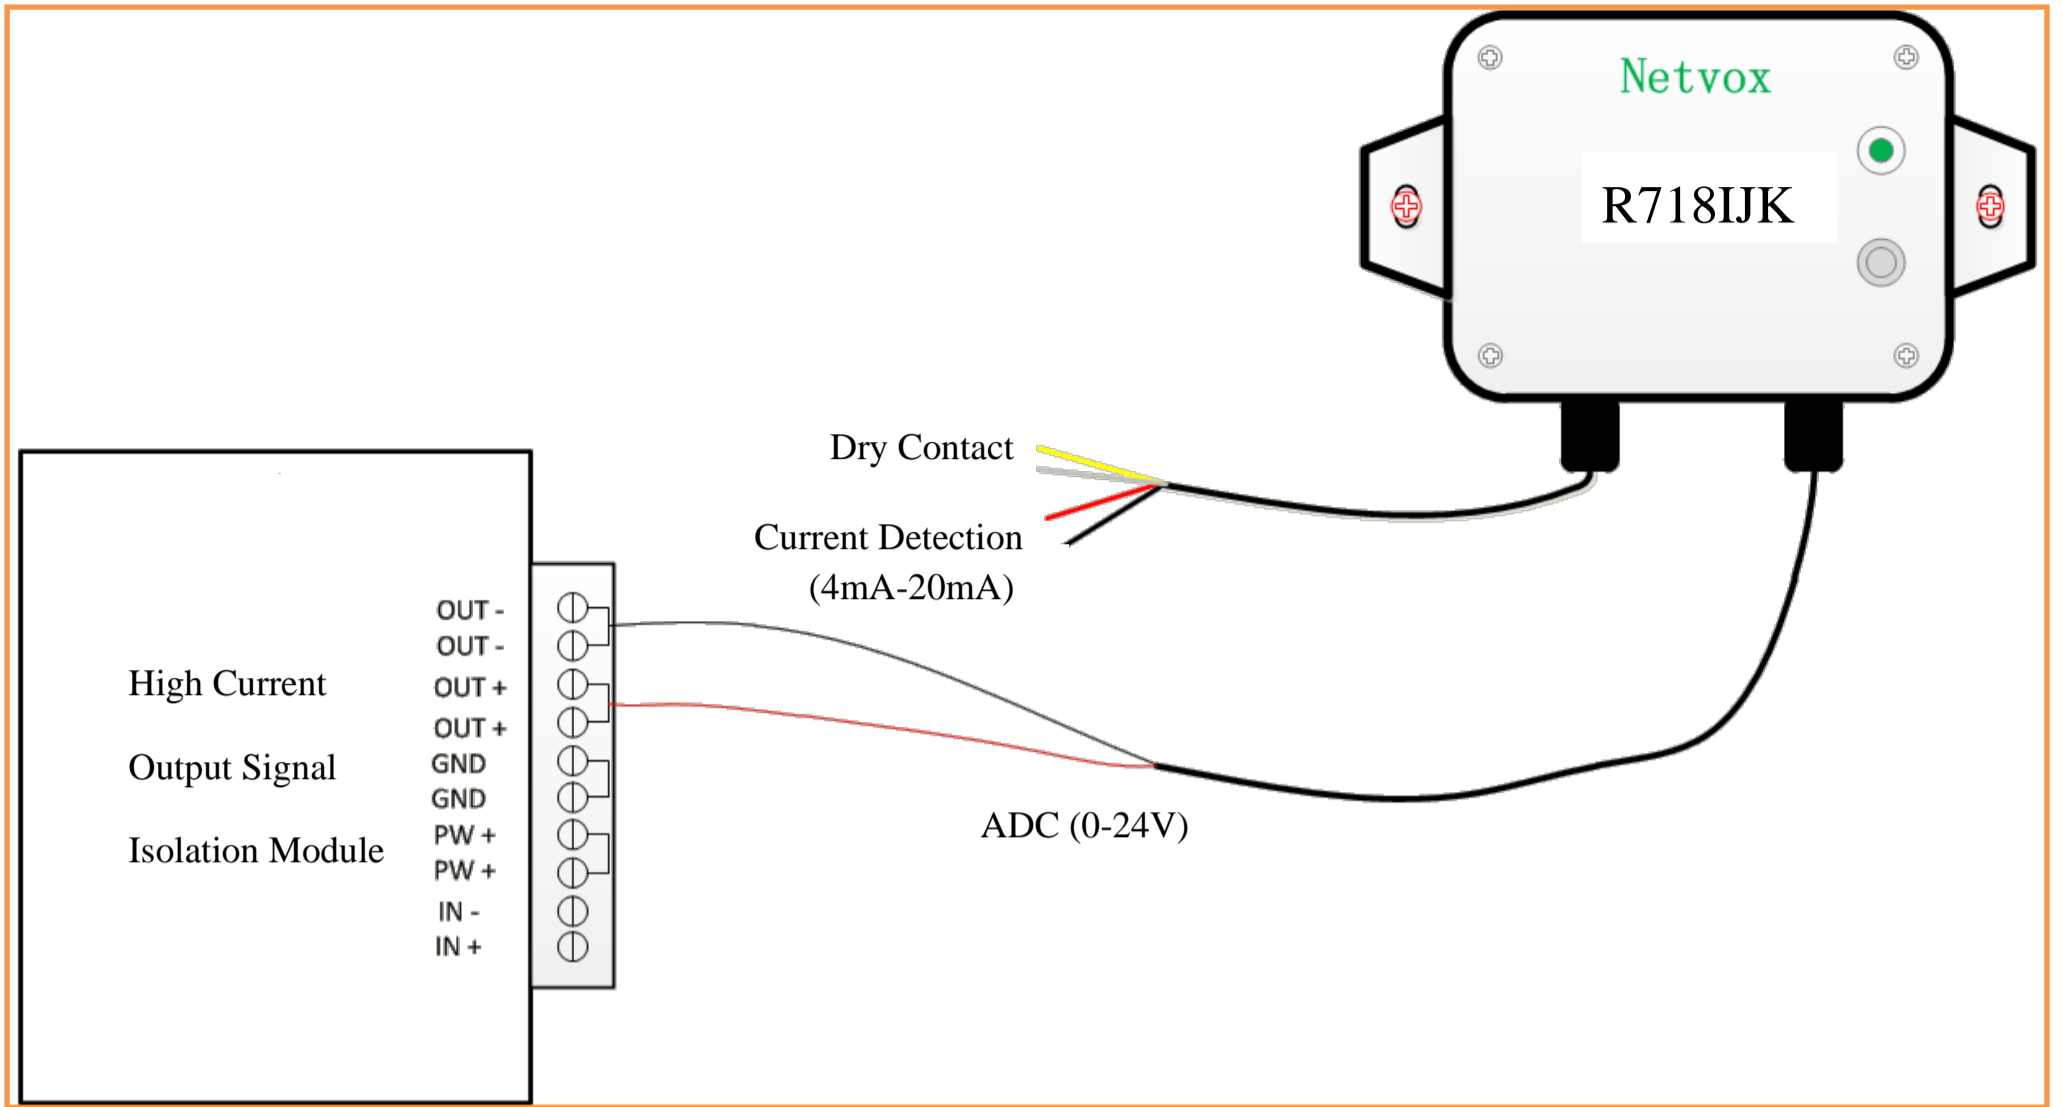 Netvox
R718IJK
Dry Contact
Current Detection
(4mA-20mA)
OUT -
OUT -
High Current
OUT +
OUT +
Output Signal
GND
GND
ADC (0-24V)
PW +
Isolation Module
PW +
IN -
IN +